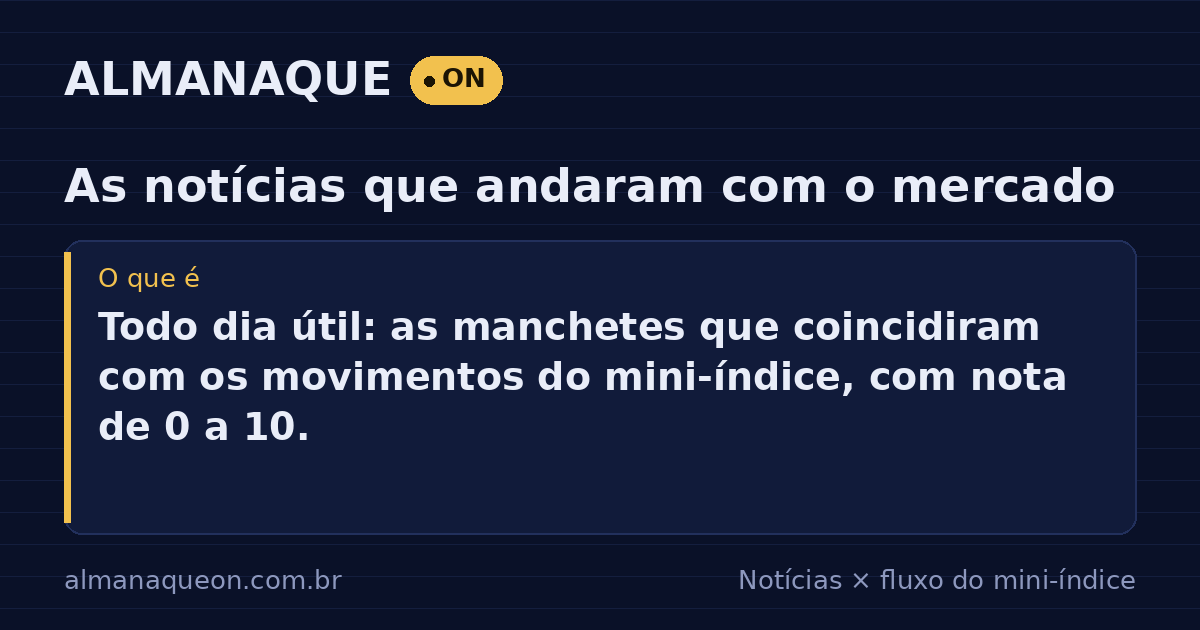 ALMANAQUE • ON
As notícias que andaram com o mercado
O que é
Todo dia útil: as manchetes que coincidiram
com os movimentos do mini-índice, com nota
de 0 a 10.
almanaqueon.com.br
Notícias × fluxo do mini-índice